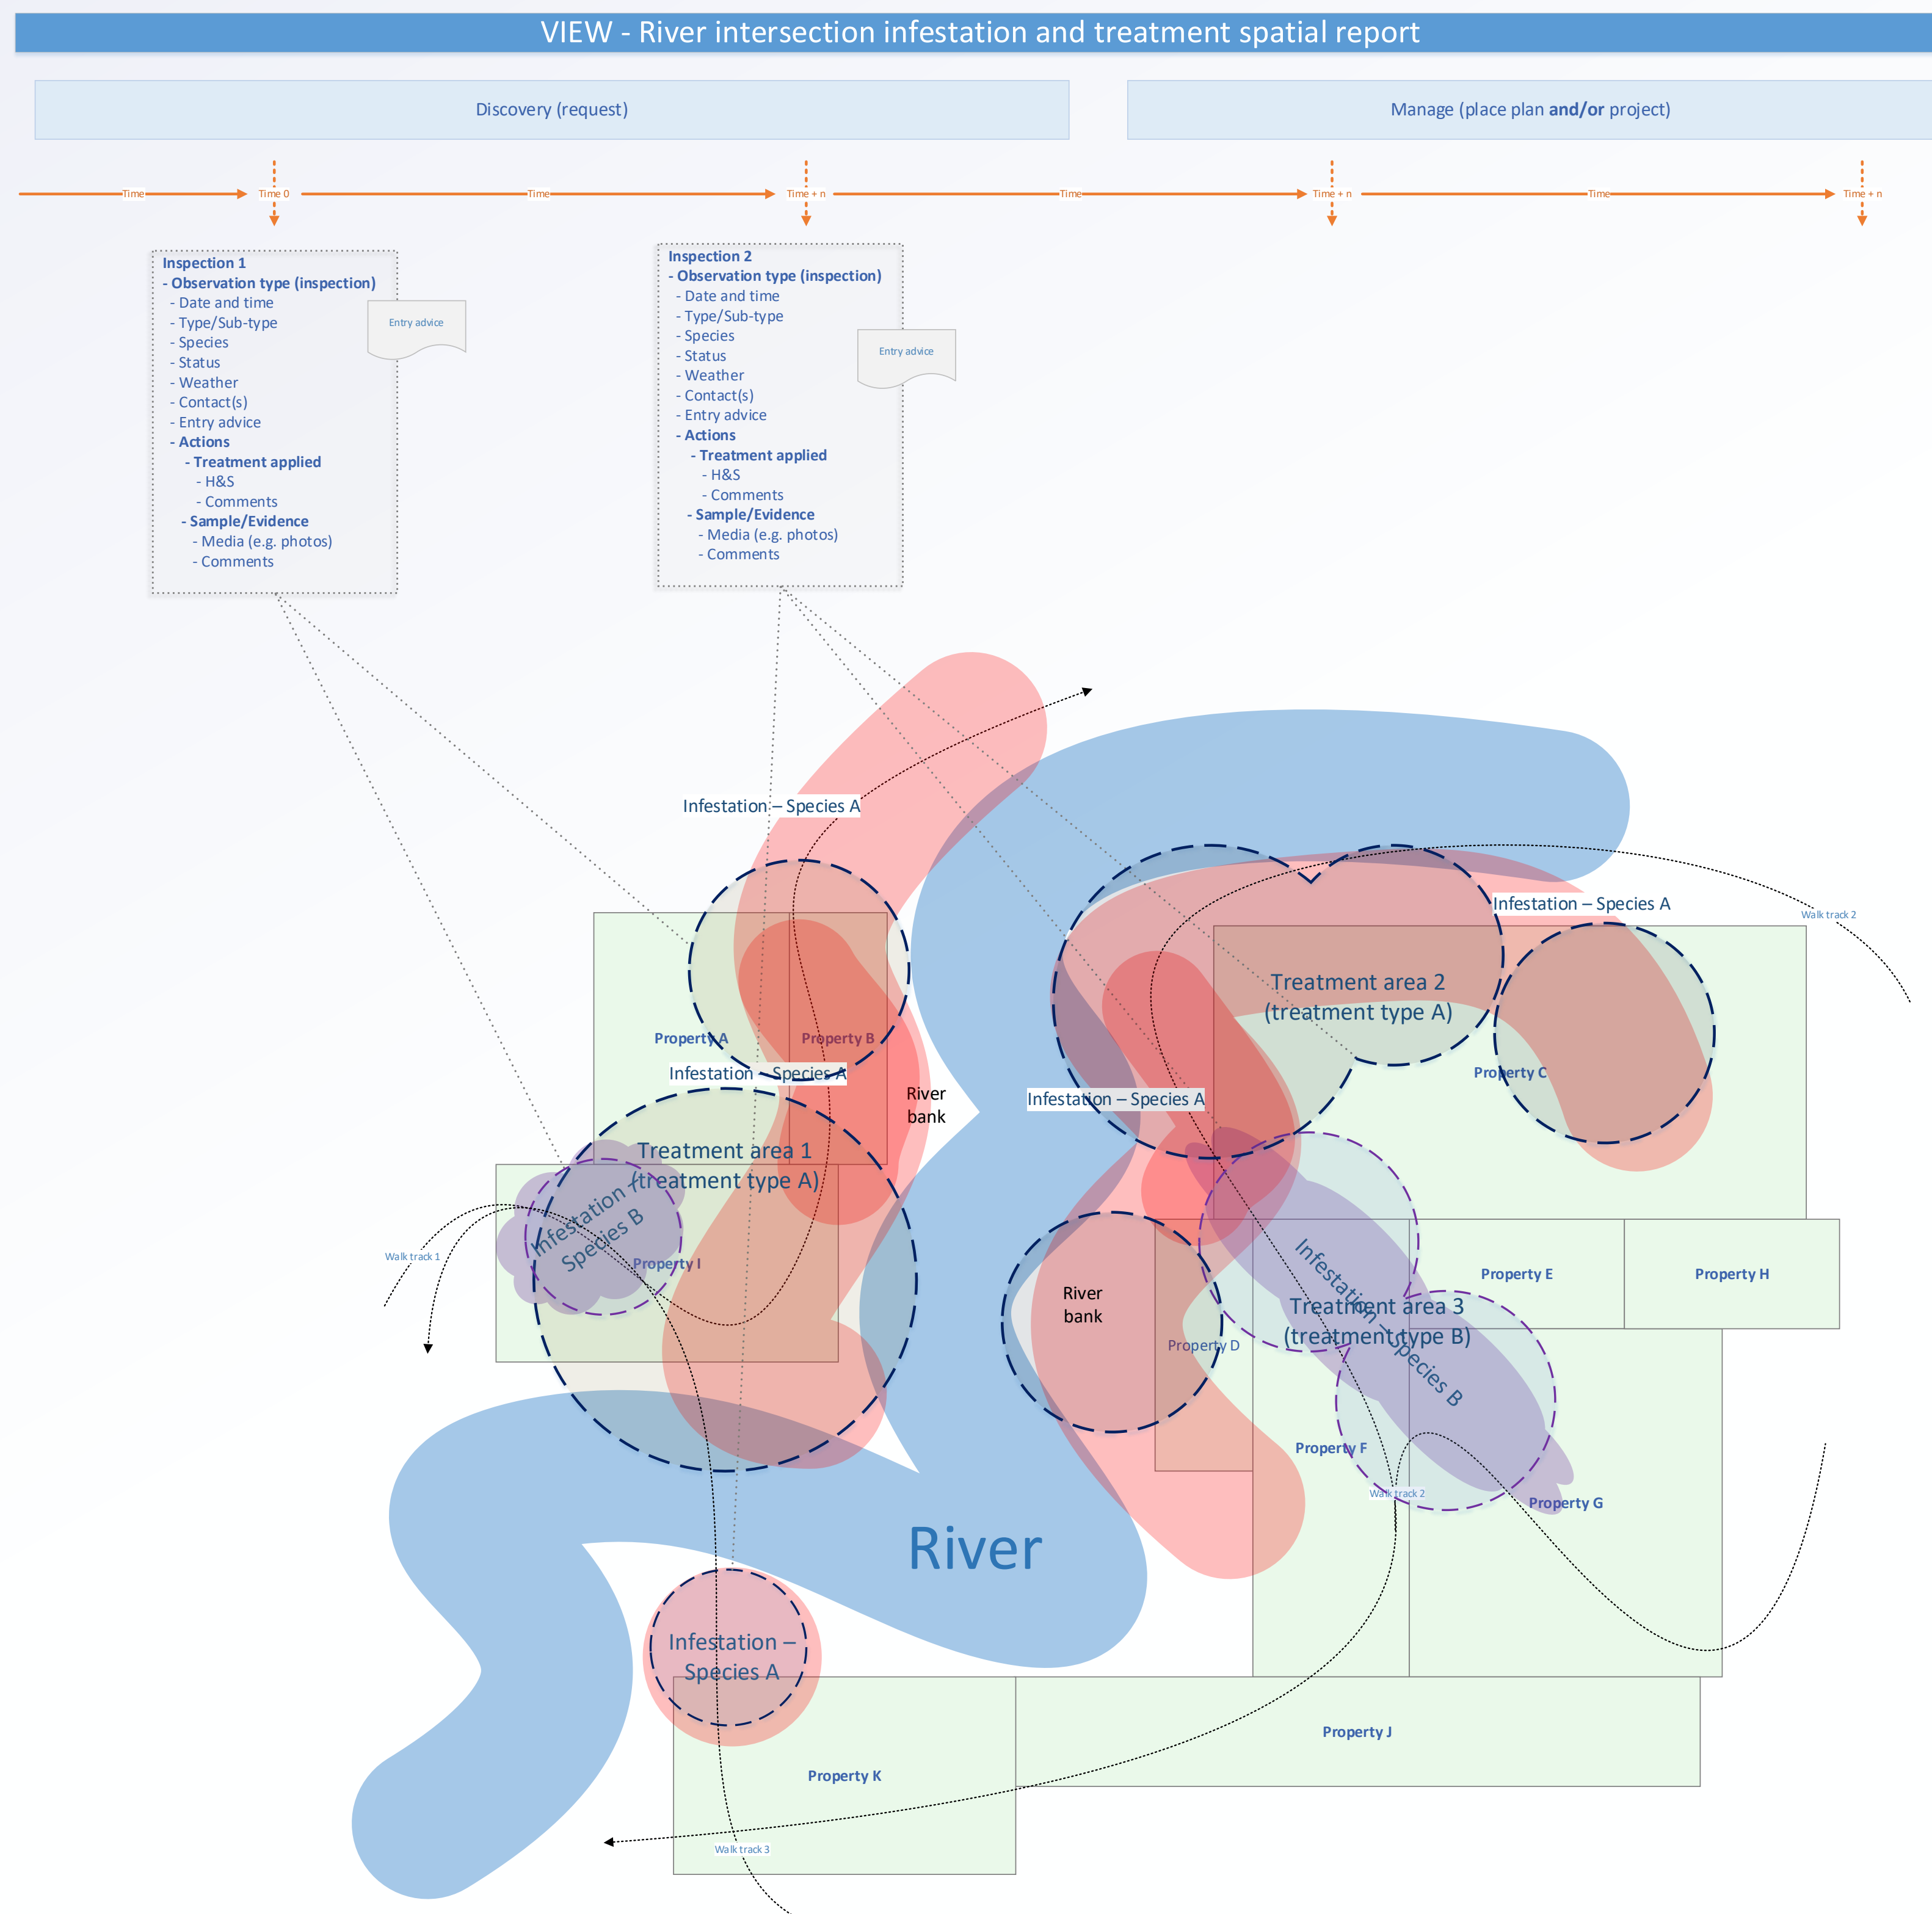 VIEW - River intersection infestation and treatment spatial report
Discovery (request)
Manage (place plan and/or project)
Time
Time 0
Time
Time + n
Time
Time + n
Time
Time + n
Inspection 1
- Observation type (inspection)
- Date and time
- Type/Sub-type
- Species
- Status
- Weather
- Contact(s)
- Entry advice
- Actions
- Treatment applied
- H&S
- Comments
- Sample/Evidence
- Media (e.g. photos)
- Comments
Entry advice
Inspection 2
- Observation type (inspection)
- Date and time
- Type/Sub-type
- Species
- Status
- Weather
- Contact(s)
- Entry advice
- Actions
- Treatment applied
- H&S
- Comments
- Sample/Evidence
- Media (e.g. photos)
- Comments
Entry advice
Infestation – Species A
Infestation – Species A
Walk track 2
Treatment area 2
(treatment type A)
Property A
Property B
Infestation – Species A
Property C
River
bank
Infestation – Species A
Treatment area 1
(treatment type A)
Infestation –
Species B
Property I
Walk track 1
River
bank
Property D
Infestation – Species B
Treatment area 3
(treatment type B)
Property E
Property H
Property F
Walk track 2
Property G
River
Infestation –
Species A
Property J
Property K
Walk track 3